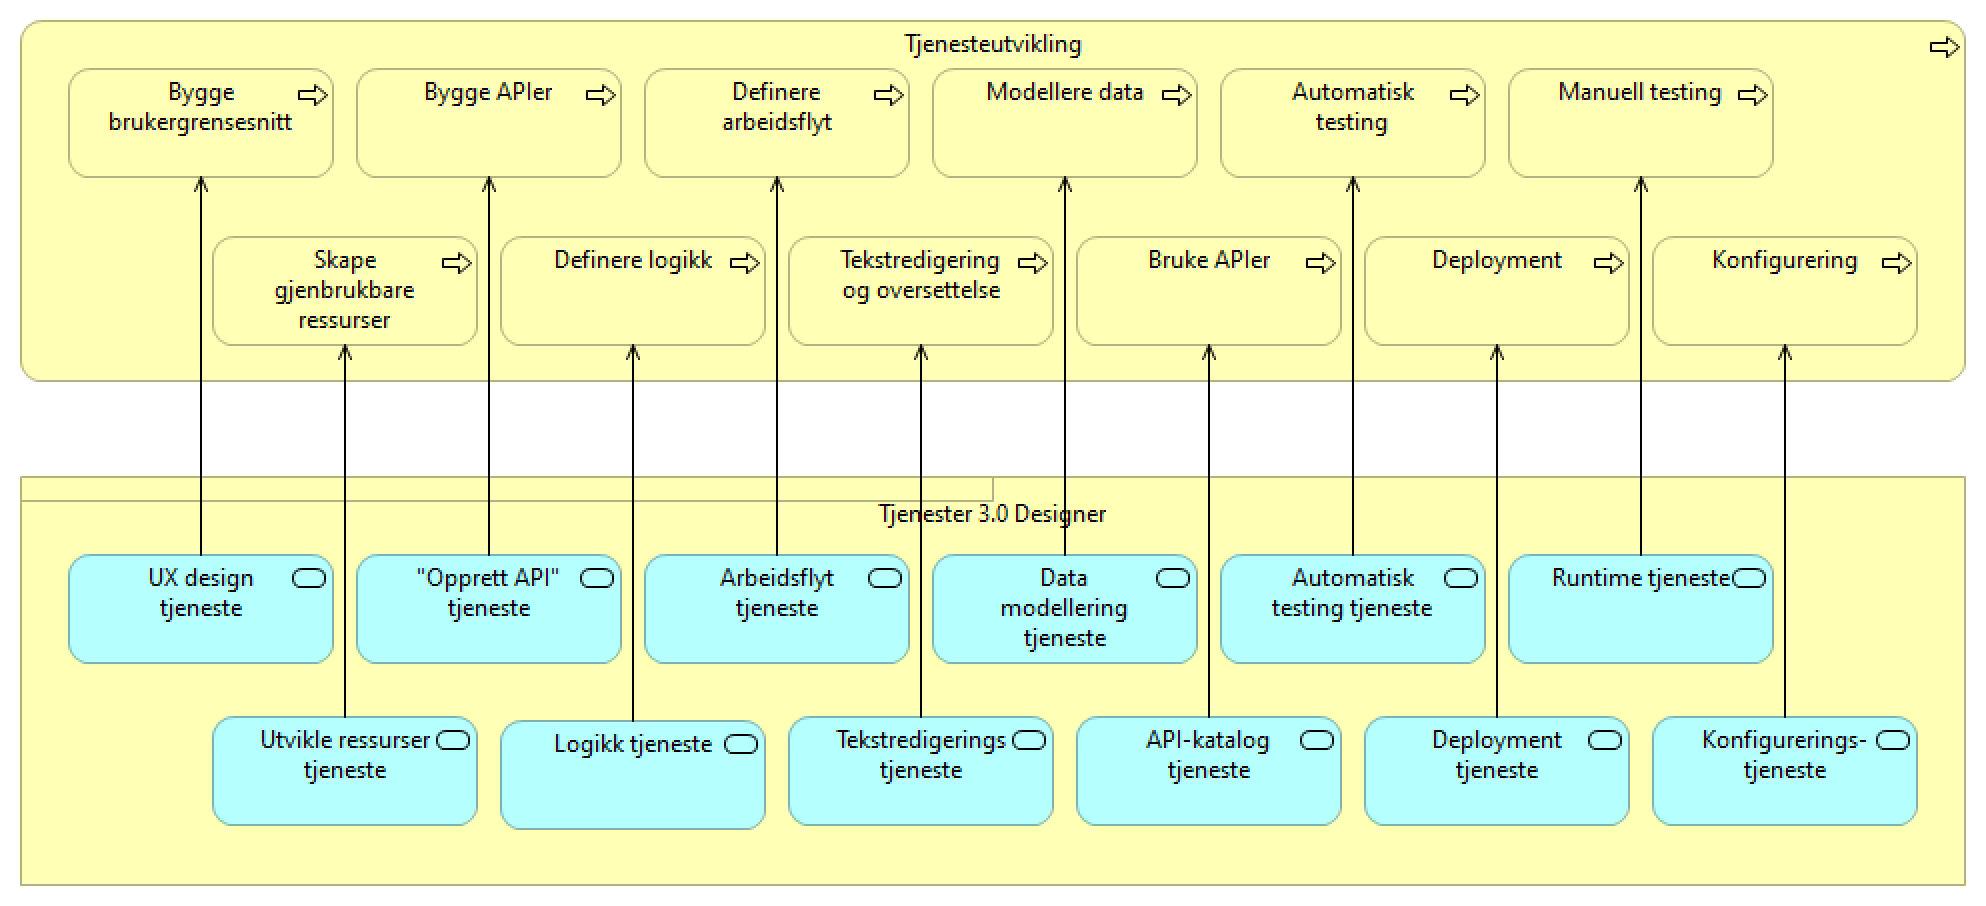 Tjenesteutvikling
Bygge
brukergrensesnitt
Bygge APIer
Definere
arbeidsflyt
Modellere data
Automatisk
testing
Manuell testing
Skape
gjenbrukbare
ressurser
Definere logikk
Tekstredigering
og oversettelse
Bruke APIer
Deployment
Konfigurering
Tjenester 3.0 Designer
UX design
tjeneste
"Opprett API"
tjeneste
Arbeidsflyt
tjeneste
Data
modellering
tjeneste
Automatisk
testing tjeneste
Runtime tjeneste
Utvikle ressurser
tjeneste
Logikk tjeneste
Tekstredigerings
tjeneste
API-katalog
tjeneste
Deployment
tjeneste
Konfigurerings-
tjeneste